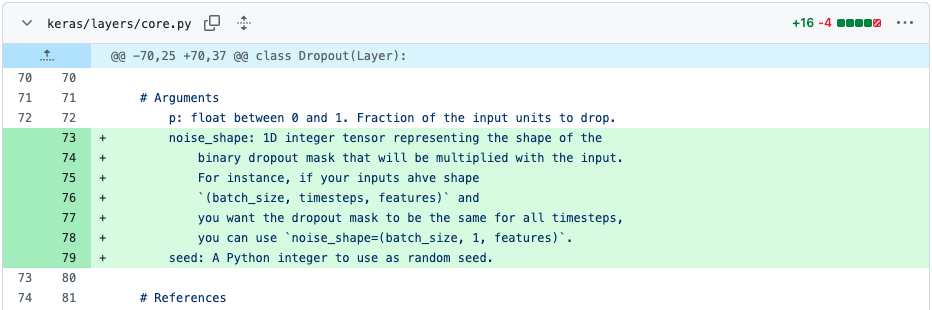 keras/layers/core.py +16 -4
@@ -70,25 +70,37 @@ class Dropout(Layer):
70 70
71 71 # Arguments
72 72 p: float between 0 and 1. Fraction of the input units to drop.
73 + noise_shape: 1D integer tensor representing the shape of the
74 + binary dropout mask that will be multiplied with the input.
75 + For instance, if your inputs ahve shape
76 + `(batch_size, timesteps, features)` and
77 + you want the dropout mask to be the same for all timesteps,
78 + you can use `noise_shape=(batch_size, 1, features)`.
79 + seed: A Python integer to use as random seed.
73 80
74 81 # References